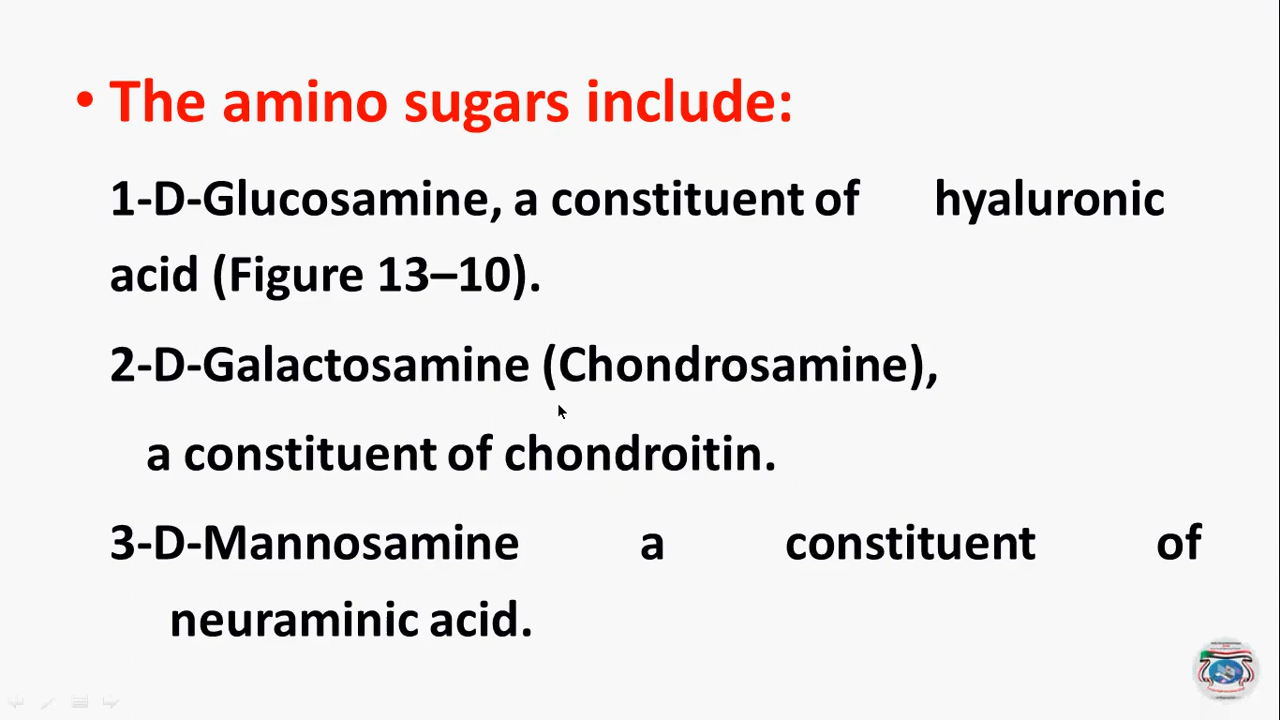 • The amino sugars include:
1-D-Glucosamine, a constituent of hyaluronic
acid (Figure 13–10).
2-D-Galactosamine (Chondrosamine),
a constituent of chondroitin.
3-D-Mannosamine a constituent of
neuraminic acid.